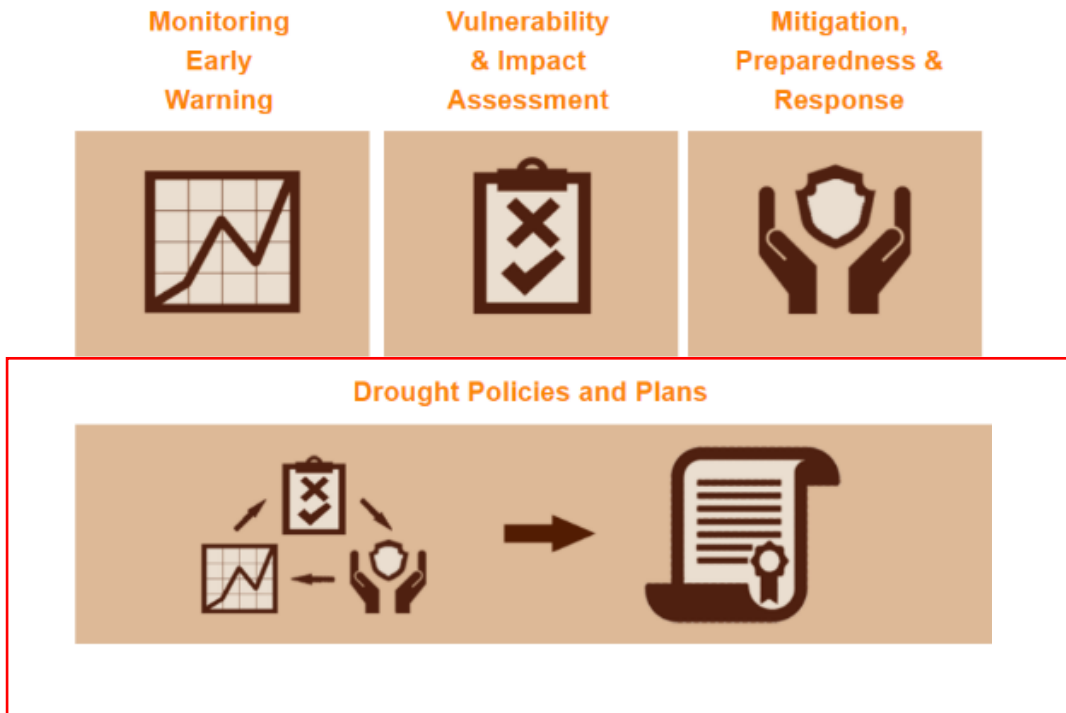 Monitoring
Early
Warning
Vulnerability
& Impact
Assessment
Mitigation,
Preparedness &
Response
Drought Policies and Plans